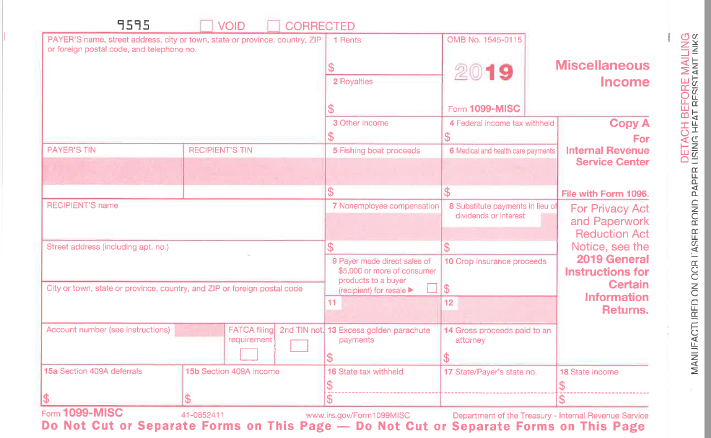 9595
VOID
CORRECTED
PAYER'S name, street address, city or town, state or province, country, ZIP
or foreign postal code, and telephone no.
1 Rents
$
OMB No. 1545-0115
2019
Form 1099-MISC
Miscellaneous
Income
2 Royalties
$
3 Other income
$
4 Federal income tax withheld
$
Copy A
For
Internal Revenue
Service Center
File with Form 1096.
PAYER'S TIN
RECIPIENT'S TIN
5 Fishing boat proceeds
$
6 Medical and health care payments
$
RECIPIENT'S name
7 Nonemployee compensation
$
8 Substitute payments in lieu of
dividends or interest
$
For Privacy Act
and Paperwork
Reduction Act
Notice, see the
2019 General
Instructions for
Certain
Information
Returns.
Street address (including apt. no.)
9 Payer made direct sales of
$5,000 or more of consumer
products to a buyer
(recipient) for resale ►
10 Crop insurance proceeds
$
City or town, state or province, country, and ZIP or foreign postal code
11
12
Account number (see instructions)
FATCA filing
requirement
2nd TIN not.
13 Excess golden parachute
payments
$
14 Gross proceeds paid to an
attorney
$
15a Section 409A deferrals
$
15b Section 409A income
$
16 State tax withheld
$
$
17 State/Payer's state no.
18 State income
$
$
Form 1099-MISC
41-0852411
www.irs.gov/Form1099MISC
Department of the Treasury - Internal Revenue Service
Do Not Cut or Separate Forms on This Page — Do Not Cut or Separate Forms on This Page
DETACH BEFORE MAILING
MANUFACTURED ON OCR LASER BOND PAPER USING HEAT RESISTANT INKS